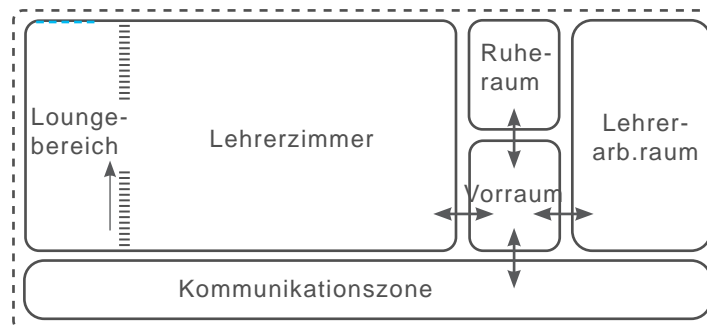 Lounge-
bereich
Lehrerzimmer
Ruhe-
raum
Vorraum
Lehrer-
arb.raum
Kommunikationszone